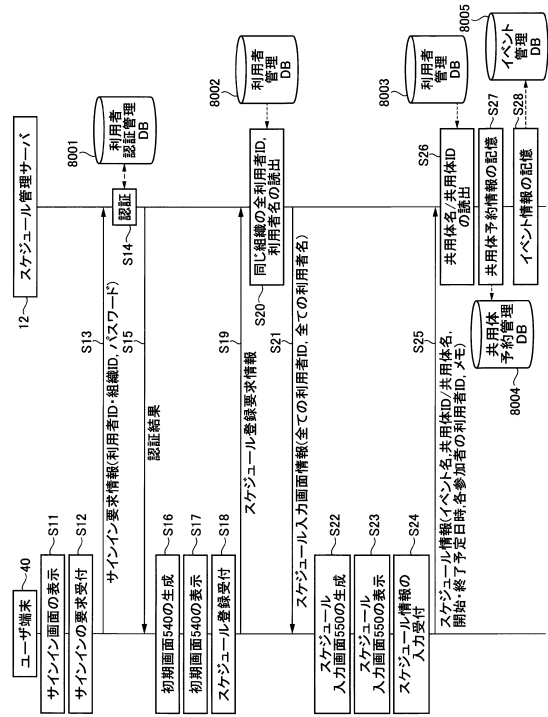 ユーザ端末
40
スケジュール管理サーバ
12
サインイン画面の表示
S11
サインインの要求受付
S12
S13
サインイン要求情報(利用者ID・組織ID, パスワード)
認証
S14
8001
利用者
認証管理
DB
S15
認証結果
初期画面540の生成
S16
初期画面540の表示
S17
スケジュール登録受付
S18
S19
スケジュール登録要求情報
同じ組織の全利用者ID,
利用者名の読出
S20
8002
利用者
管理
DB
S21
スケジュール入力画面情報(全ての利用者ID, 全ての利用者名)
スケジュール
入力画面550の生成
S22
スケジュール
入力画面550の表示
S23
スケジュール情報の
入力受付
S24
S25
スケジュール情報(イベント名,共用体ID/共用体名,
開始・終了予定日時,各参加者の利用者ID, メモ)
共用体名/共用体ID
の読出
S26
8003
利用者
管理
DB
共用体予約情報の記憶
S27
共用体
予約管理
DB
8004
イベント情報の記憶
S28
8005
イベント
管理
DB